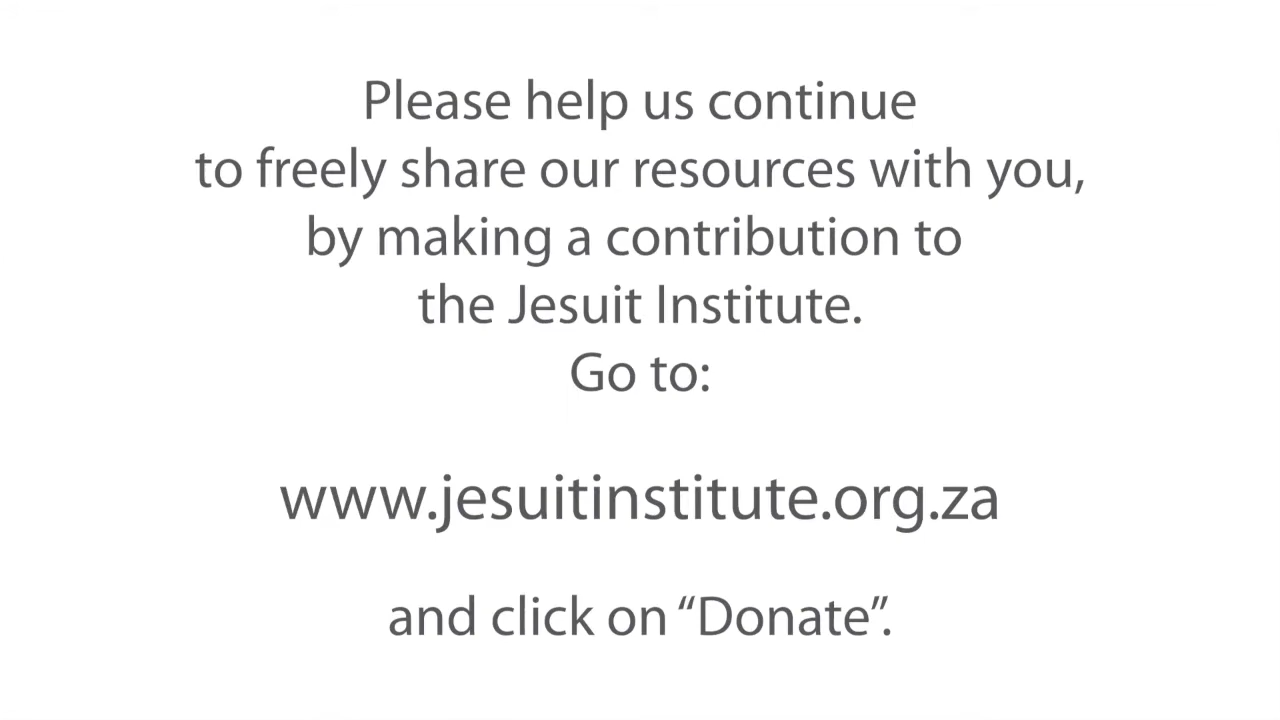 Please help us continue
to freely share our resources with you,
by making a contribution to
the Jesuit Institute.
Go to:
www.jesuitinstitute.org.za
and click on “Donate”.